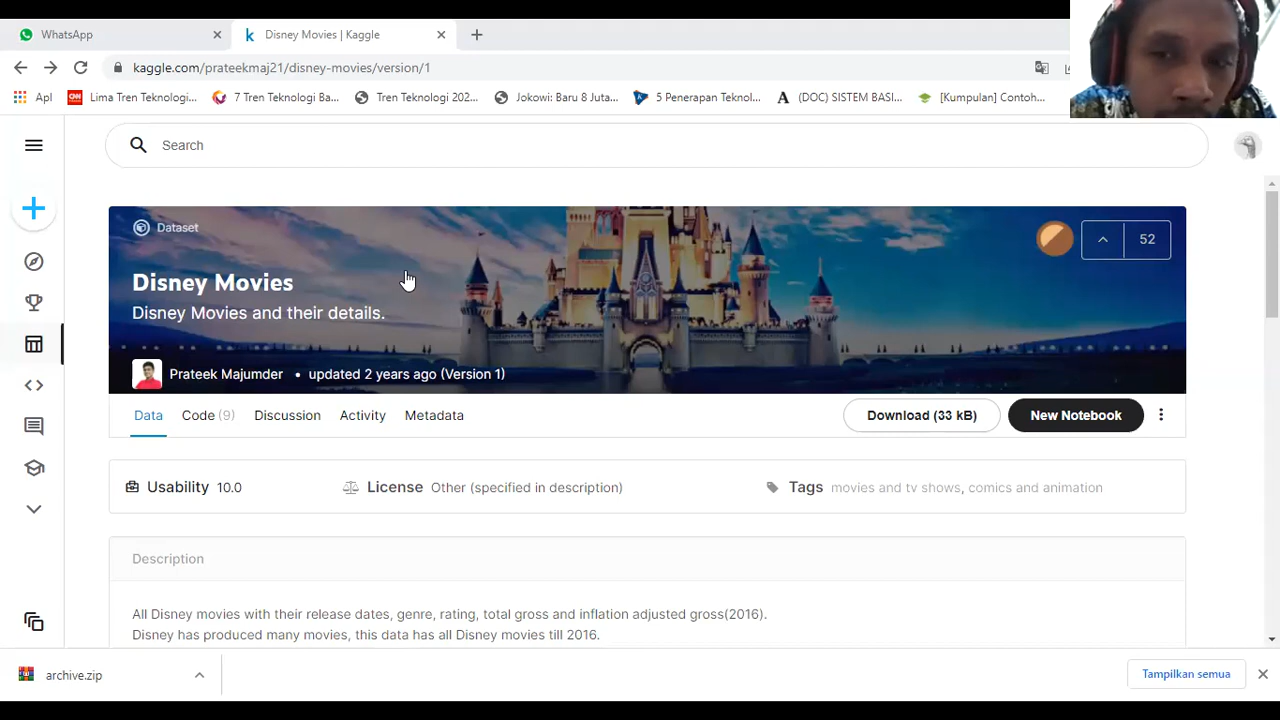 WhatsApp
Disney Movies | Kaggle
kaggle.com/prateekmaj21/disney-movies/version/1
Apl
Lima Tren Teknologi...
7 Tren Teknologi Ba...
Tren Teknologi 202...
Jokowi: Baru 8 Juta...
5 Penerapan Teknol...
(DOC) SISTEM BASI...
[Kumpulan] Contoh...
Search
Dataset
52
Disney Movies
Disney Movies and their details.
Prateek Majumder • updated 2 years ago (Version 1)
Data
Code (9)
Discussion
Activity
Metadata
Download (33 kB)
New Notebook
Usability 10.0
License Other (specified in description)
Tags movies and tv shows, comics and animation
Description
All Disney movies with their release dates, genre, rating, total gross and inflation adjusted gross(2016).
Disney has produced many movies, this data has all Disney movies till 2016.
archive.zip
Tampilkan semua